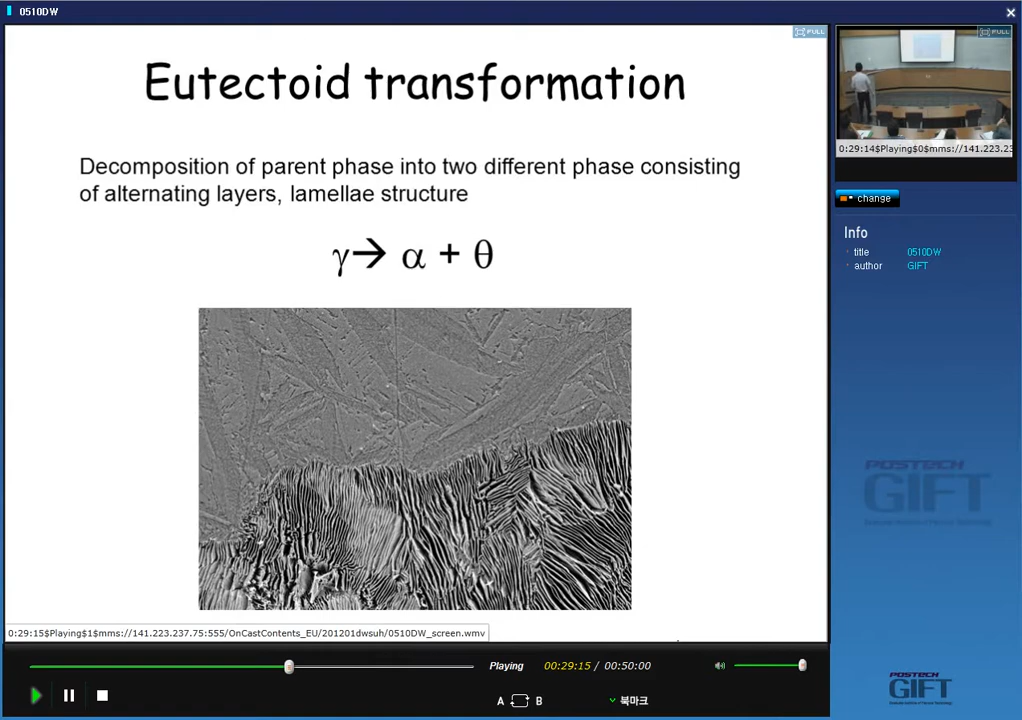 0510DW
FULL
FULL
Eutectoid transformation
Decomposition of parent phase into two different phase consisting
of alternating layers, lamellae structure
γ→ α + θ
0:29:14$Playing$0$mms://141.223.23
change
Info
title 0510DW
author GIFT
POSTECH
GIFT
0:29:15$Playing$1$mms://141.223.237.75:555/OnCastContents_EU/201201dwsuh/0510DW_screen.wmv
Playing 00:29:15 / 00:50:00
A B 북마크
POSTECH
GIFT